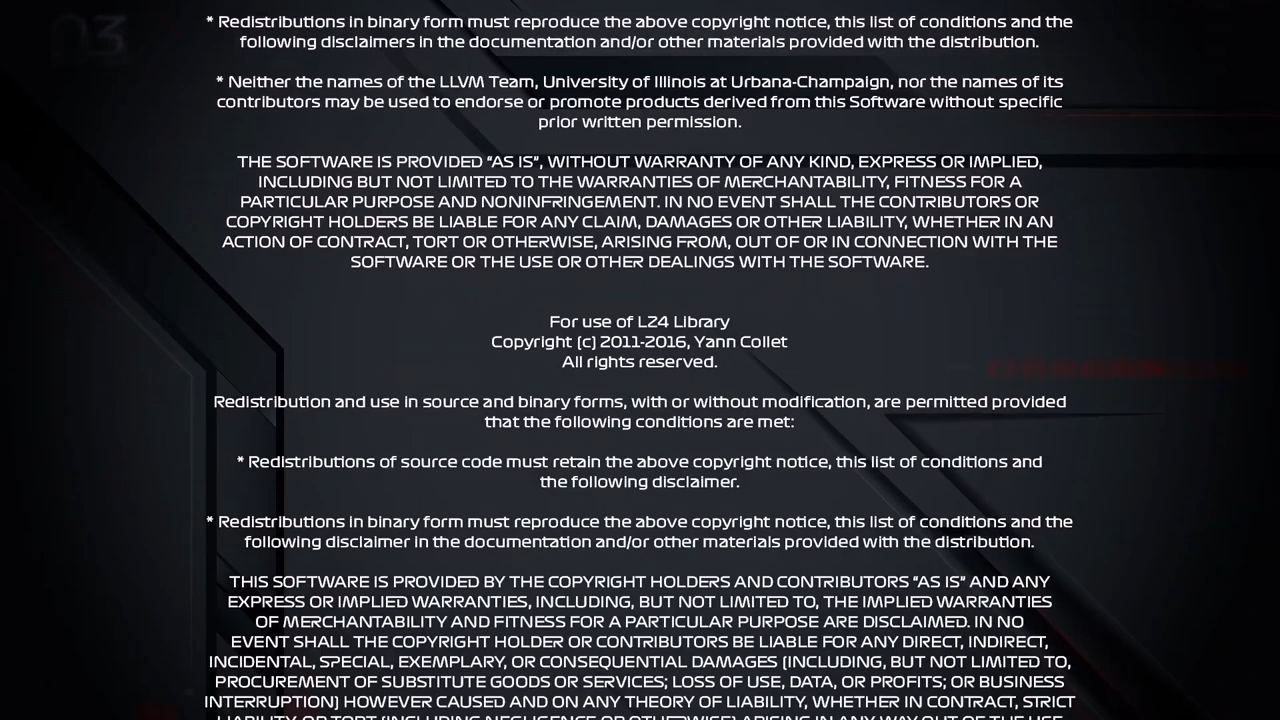 03
* Redistributions in binary form must reproduce the above copyright notice, this list of conditions and the
following disclaimers in the documentation and/or other materials provided with the distribution.
* Neither the names of the LLVM Team, University of Illinois at Urbana-Champaign, nor the names of its
contributors may be used to endorse or promote products derived from this Software without specific
prior written permission.
THE SOFTWARE IS PROVIDED "AS IS", WITHOUT WARRANTY OF ANY KIND, EXPRESS OR IMPLIED,
INCLUDING BUT NOT LIMITED TO THE WARRANTIES OF MERCHANTABILITY, FITNESS FOR A
PARTICULAR PURPOSE AND NONINFRINGEMENT. IN NO EVENT SHALL THE CONTRIBUTORS OR
COPYRIGHT HOLDERS BE LIABLE FOR ANY CLAIM, DAMAGES OR OTHER LIABILITY, WHETHER IN AN
ACTION OF CONTRACT, TORT OR OTHERWISE, ARISING FROM, OUT OF OR IN CONNECTION WITH THE
SOFTWARE OR THE USE OR OTHER DEALINGS WITH THE SOFTWARE.
For use of LZ4 Library
Copyright (c) 2011-2016, Yann Collet
All rights reserved.
Redistribution and use in source and binary forms, with or without modification, are permitted provided
that the following conditions are met:
* Redistributions of source code must retain the above copyright notice, this list of conditions and
the following disclaimer.
* Redistributions in binary form must reproduce the above copyright notice, this list of conditions and the
following disclaimer in the documentation and/or other materials provided with the distribution.
THIS SOFTWARE IS PROVIDED BY THE COPYRIGHT HOLDERS AND CONTRIBUTORS "AS IS" AND ANY
EXPRESS OR IMPLIED WARRANTIES, INCLUDING, BUT NOT LIMITED TO, THE IMPLIED WARRANTIES
OF MERCHANTABILITY AND FITNESS FOR A PARTICULAR PURPOSE ARE DISCLAIMED. IN NO
EVENT SHALL THE COPYRIGHT HOLDER OR CONTRIBUTORS BE LIABLE FOR ANY DIRECT, INDIRECT,
INCIDENTAL, SPECIAL, EXEMPLARY, OR CONSEQUENTIAL DAMAGES (INCLUDING, BUT NOT LIMITED TO,
PROCUREMENT OF SUBSTITUTE GOODS OR SERVICES; LOSS OF USE, DATA, OR PROFITS; OR BUSINESS
INTERRUPTION) HOWEVER CAUSED AND ON ANY THEORY OF LIABILITY, WHETHER IN CONTRACT, STRICT
LIABILITY, OR TORT (INCLUDING NEGLIGENCE OR OTHERWISE) ARISING IN ANY WAY OUT OF THE USE